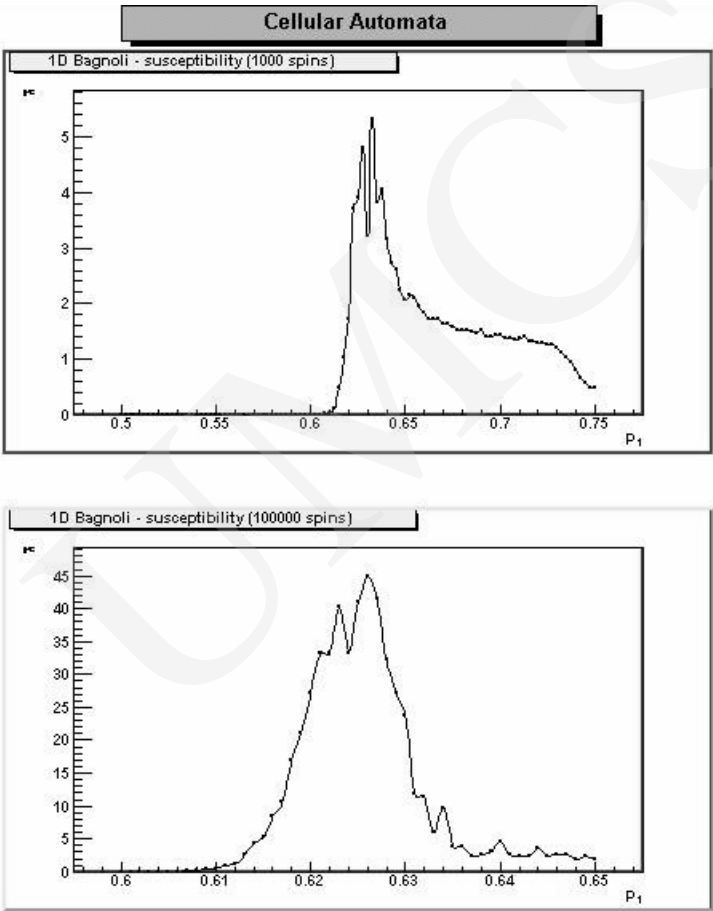 Cellular Automata
1D Bagnoli - susceptibility (1000 spins)
5
4
3
2
1
0
0.5 0.55 0.6 0.65 0.7 0.75
P1
1D Bagnoli - susceptibility (100000 spins)
45
40
35
30
25
20
15
10
5
0
0.6 0.61 0.62 0.63 0.64 0.65
P1
UMCS